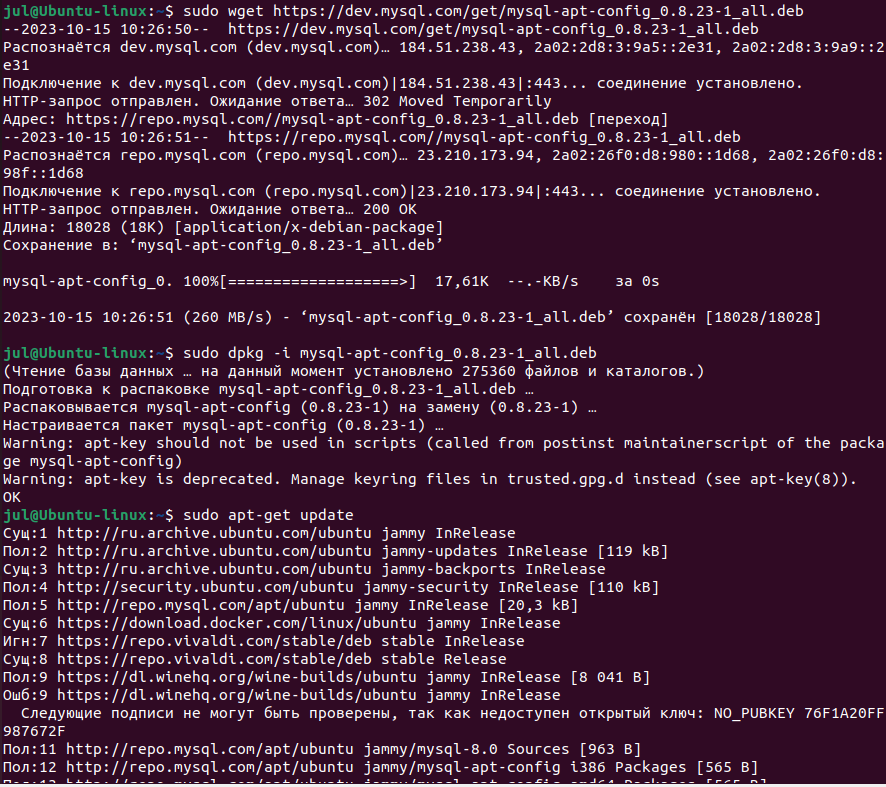 jul@Ubuntu-linux:~$ sudo wget https://dev.mysql.com/get/mysql-apt-config_0.8.23-1_all.deb
--2023-10-15 10:26:50--  https://dev.mysql.com/get/mysql-apt-config_0.8.23-1_all.deb
Распознаётся dev.mysql.com (dev.mysql.com)… 184.51.238.43, 2a02:2d8:3:9a5::2e31, 2a02:2d8:3:9a9::2
e31
Подключение к dev.mysql.com (dev.mysql.com)|184.51.238.43|:443... соединение установлено.
HTTP-запрос отправлен. Ожидание ответа… 302 Moved Temporarily
Адрес: https://repo.mysql.com//mysql-apt-config_0.8.23-1_all.deb [переход]
--2023-10-15 10:26:51--  https://repo.mysql.com//mysql-apt-config_0.8.23-1_all.deb
Распознаётся repo.mysql.com (repo.mysql.com)… 23.210.173.94, 2a02:26f0:d8:980::1d68, 2a02:26f0:d8:
98f::1d68
Подключение к repo.mysql.com (repo.mysql.com)|23.210.173.94|:443... соединение установлено.
HTTP-запрос отправлен. Ожидание ответа… 200 OK
Длина: 18028 (18K) [application/x-debian-package]
Сохранение в: ‘mysql-apt-config_0.8.23-1_all.deb’
mysql-apt-config_0. 100%[===================>]  17,61K  --.-KB/s    за 0s
2023-10-15 10:26:51 (260 MB/s) - ‘mysql-apt-config_0.8.23-1_all.deb’ сохранён [18028/18028]
jul@Ubuntu-linux:~$ sudo dpkg -i mysql-apt-config_0.8.23-1_all.deb
(Чтение базы данных … на данный момент установлено 275360 файлов и каталогов.)
Подготовка к распаковке mysql-apt-config_0.8.23-1_all.deb …
Распаковывается mysql-apt-config (0.8.23-1) на замену (0.8.23-1) …
Настраивается пакет mysql-apt-config (0.8.23-1) …
Warning: apt-key should not be used in scripts (called from postinst maintainerscript of the packa
ge mysql-apt-config)
Warning: apt-key is deprecated. Manage keyring files in trusted.gpg.d instead (see apt-key(8)).
OK
jul@Ubuntu-linux:~$ sudo apt-get update
Сущ:1 http://ru.archive.ubuntu.com/ubuntu jammy InRelease
Пол:2 http://ru.archive.ubuntu.com/ubuntu jammy-updates InRelease [119 kB]
Сущ:3 http://ru.archive.ubuntu.com/ubuntu jammy-backports InRelease
Пол:4 http://security.ubuntu.com/ubuntu jammy-security InRelease [110 kB]
Пол:5 http://repo.mysql.com/apt/ubuntu jammy InRelease [20,3 kB]
Сущ:6 https://download.docker.com/linux/ubuntu jammy InRelease
Игн:7 https://repo.vivaldi.com/stable/deb stable InRelease
Сущ:8 https://repo.vivaldi.com/stable/deb stable Release
Пол:9 https://dl.winehq.org/wine-builds/ubuntu jammy InRelease [8 041 B]
Ошб:9 https://dl.winehq.org/wine-builds/ubuntu jammy InRelease
  Следующие подписи не могут быть проверены, так как недоступен открытый ключ: NO_PUBKEY 76F1A20FF
987672F
Пол:11 http://repo.mysql.com/apt/ubuntu jammy/mysql-8.0 Sources [963 B]
Пол:12 http://repo.mysql.com/apt/ubuntu jammy/mysql-apt-config i386 Packages [565 B]